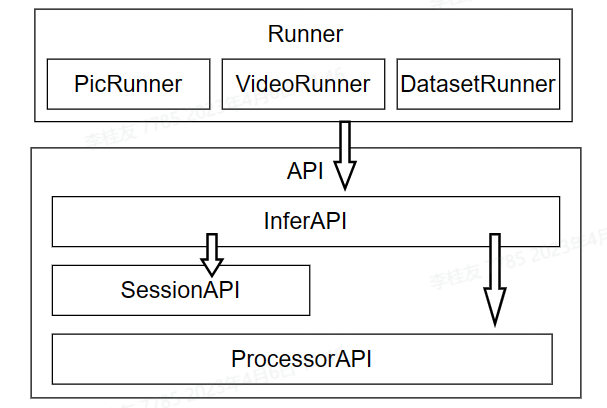 Runner
PicRunner VideoRunner DatasetRunner
API
InferAPI
SessionAPI
ProcessorAPI